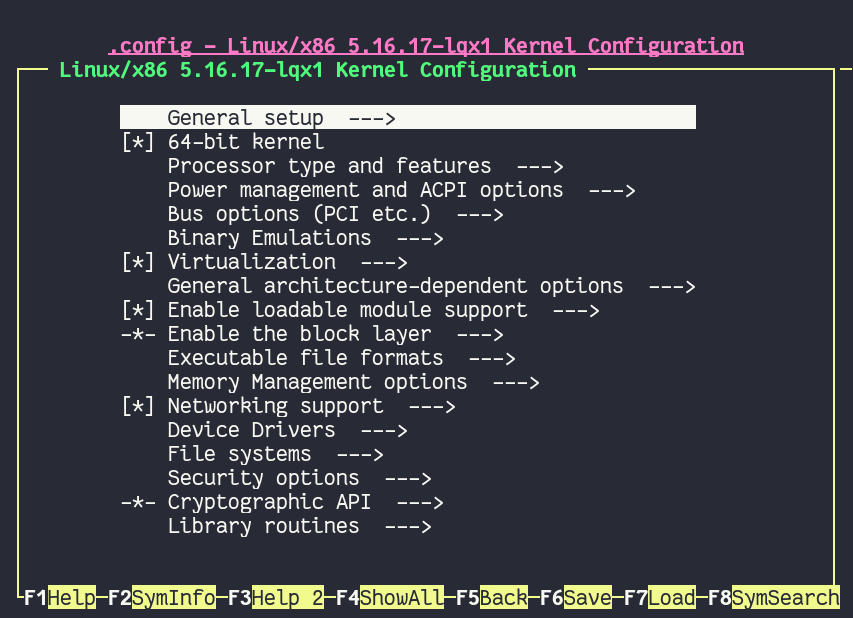 .config - Linux/x86 5.16.17-lqx1 Kernel Configuration
Linux/x86 5.16.17-lqx1 Kernel Configuration
General setup  --->
[*] 64-bit kernel
Processor type and features  --->
Power management and ACPI options  --->
Bus options (PCI etc.)  --->
Binary Emulations  --->
[*] Virtualization  --->
General architecture-dependent options  --->
[*] Enable loadable module support  --->
-*- Enable the block layer  --->
Executable file formats  --->
Memory Management options  --->
[*] Networking support  --->
Device Drivers  --->
File systems  --->
Security options  --->
-*- Cryptographic API  --->
Library routines  --->
F1Help-F2SymInfo-F3Help 2-F4ShowAll-F5Back-F6Save-F7Load-F8SymSearch